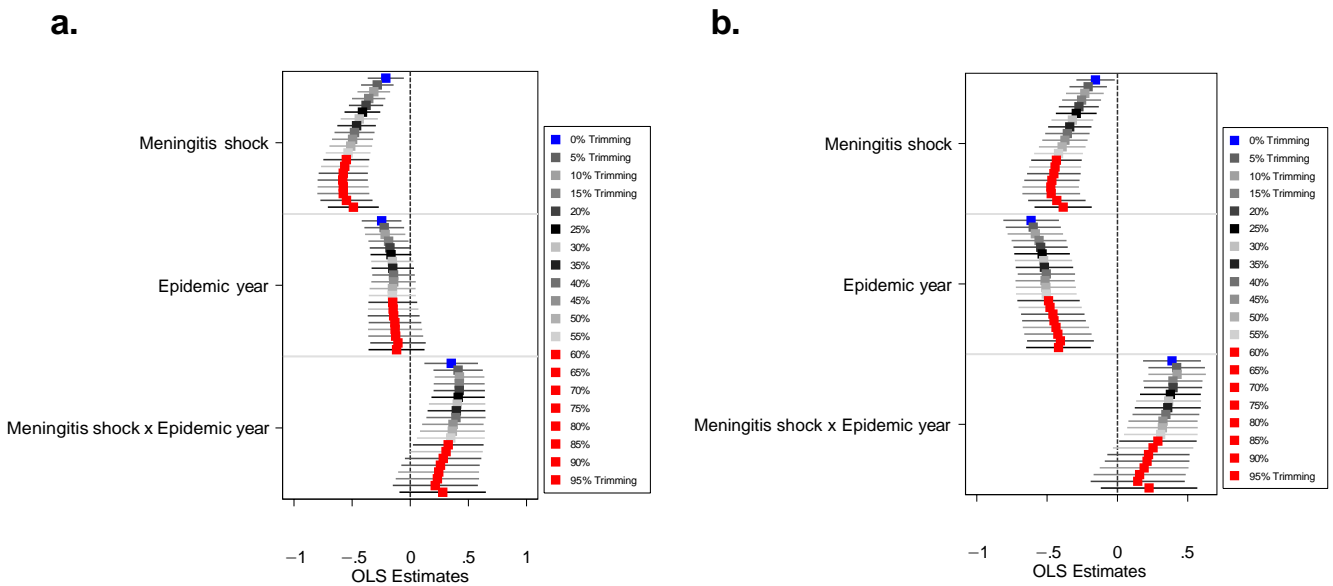 a.
Meningitis shock
Epidemic year
Meningitis shock x Epidemic year
0% Trimming
5% Trimming
10% Trimming
15% Trimming
20%
25%
30%
35%
40%
45%
50%
55%
60%
65%
70%
75%
80%
85%
90%
95% Trimming
−1 −.5 0 .5 1
OLS Estimates
b.
Meningitis shock
Epidemic year
Meningitis shock x Epidemic year
0% Trimming
5% Trimming
10% Trimming
15% Trimming
20%
25%
30%
35%
40%
45%
50%
55%
60%
65%
70%
75%
80%
85%
90%
95% Trimming
−1 −.5 0 .5
OLS Estimates